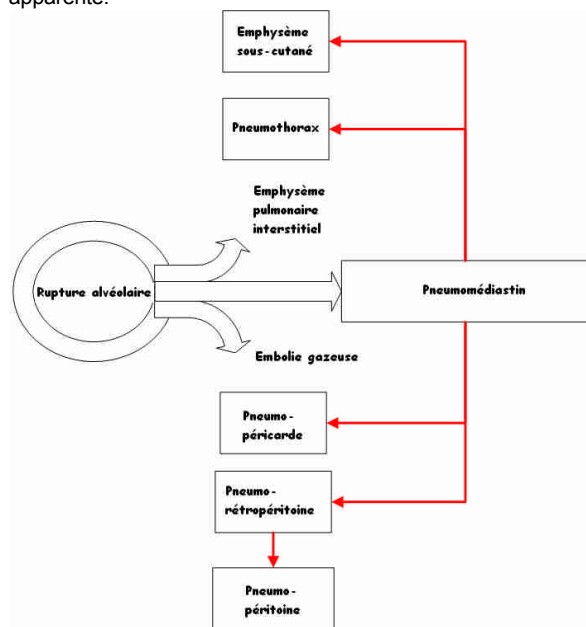 apparente.
Emphysème
sous-cutané
Pneumothorax
Emphysème
pulmonaire
interstitiel
Rupture alvéolaire
Pneumomédiastin
Embolie gazeuse
Pneumo-
péricarde
Pneumo-
rétropéritoine
Pneumo-
péritoine